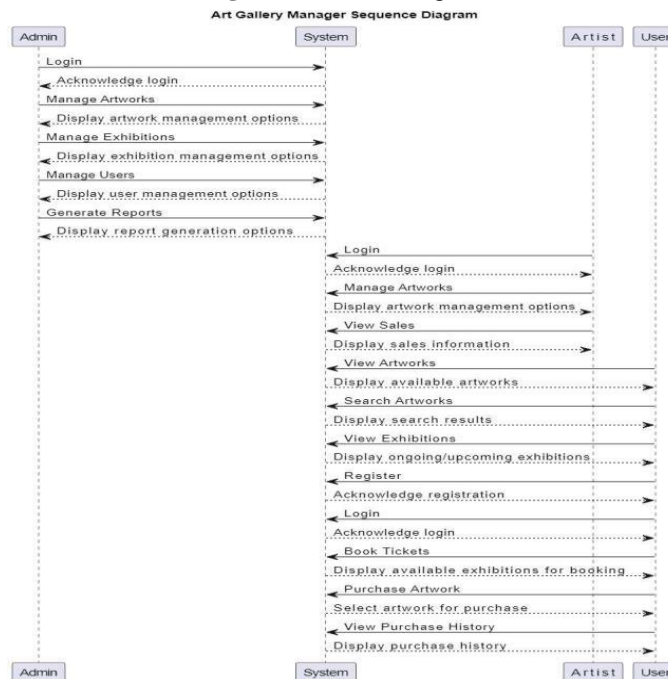 Art Gallery Manager Sequence Diagram
Admin System Artist User
Login
Acknowledge login
Manage Artworks
Display artwork management options
Manage Exhibitions
Display exhibition management options
Manage Users
Display user management options
Generate Reports
Display report generation options
Login
Acknowledge login
Manage Artworks
Display artwork management options
View Sales
Display sales information
View Artworks
Display available artworks
Search Artworks
Display search results
View Exhibitions
Display ongoing/upcoming exhibitions
Register
Acknowledge registration
Login
Acknowledge login
Book Tickets
Display available exhibitions for booking
Purchase Artwork
Select artwork for purchase
View Purchase History
Display purchase history
Admin System Artist User